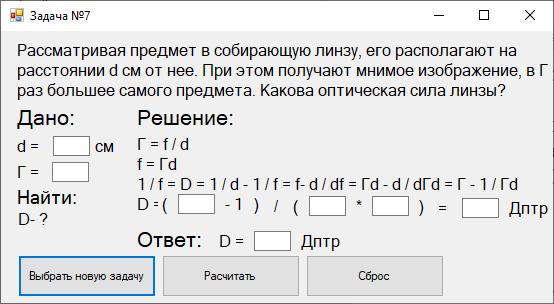 Задача №7
Рассматривая предмет в собирающую линзу, его располагают на
расстоянии d см от нее. При этом получают мнимое изображение, в Г
раз большее самого предмета. Какова оптическая сила линзы?
Дано:
d = см
Г =
Найти:
D- ?
Решение:
Г = f / d
f = Гd
1 / f = D = 1 / d - 1 / f = f- d / df = Гd - d / dГd = Г - 1 / Гd
D = ( - 1 ) / ( * ) = Дптр
Ответ: D = Дптр
Выбрать новую задачу Расчитать Сброс